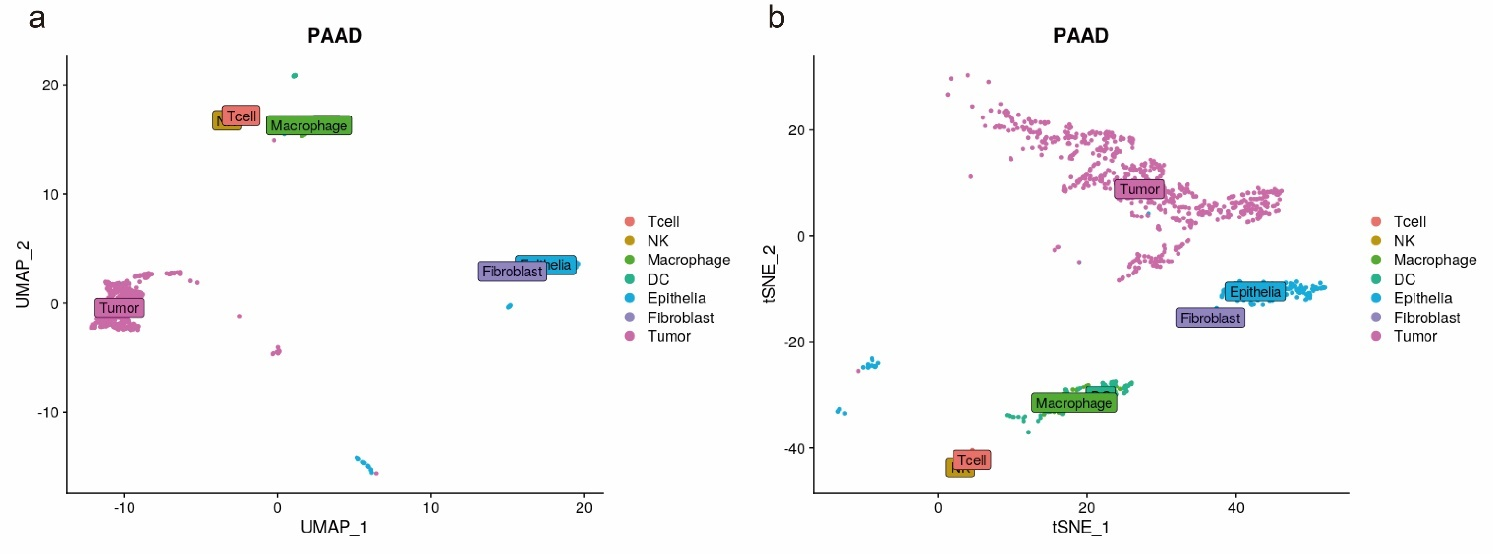 a
PAAD
UMAP_2
20
10
0
-10
-10
0
10
20
UMAP_1
Tcell
Macrophage
Fibroblast
Tumor
Tcell
NK
Macrophage
DC
Epithelia
Fibroblast
Tumor
b
PAAD
tSNE_2
20
0
-20
-40
0
20
40
tSNE_1
Tumor
Epithelia
Fibroblast
Macrophage
Tcell
NK
Tcell
NK
Macrophage
DC
Epithelia
Fibroblast
Tumor